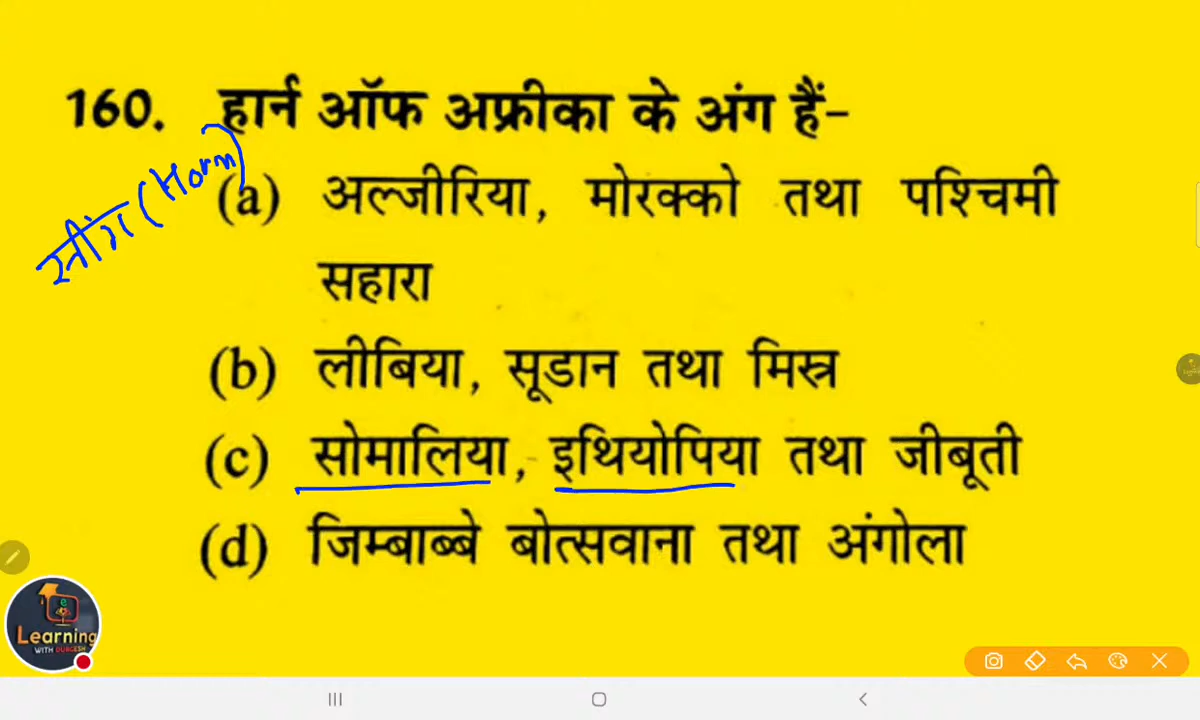 160. हार्न ऑफ अफ्रीका के अंग हैं-
सींग (Horn)
(a) अल्जीरिया, मोरक्को तथा पश्चिमी
सहारा
(b) लीबिया, सूडान तथा मिस्र
(c) सोमालिया, इथियोपिया तथा जीबूती
(d) जिम्बाब्बे बोत्सवाना तथा अंगोला
e
Learning
WITH DURGESH